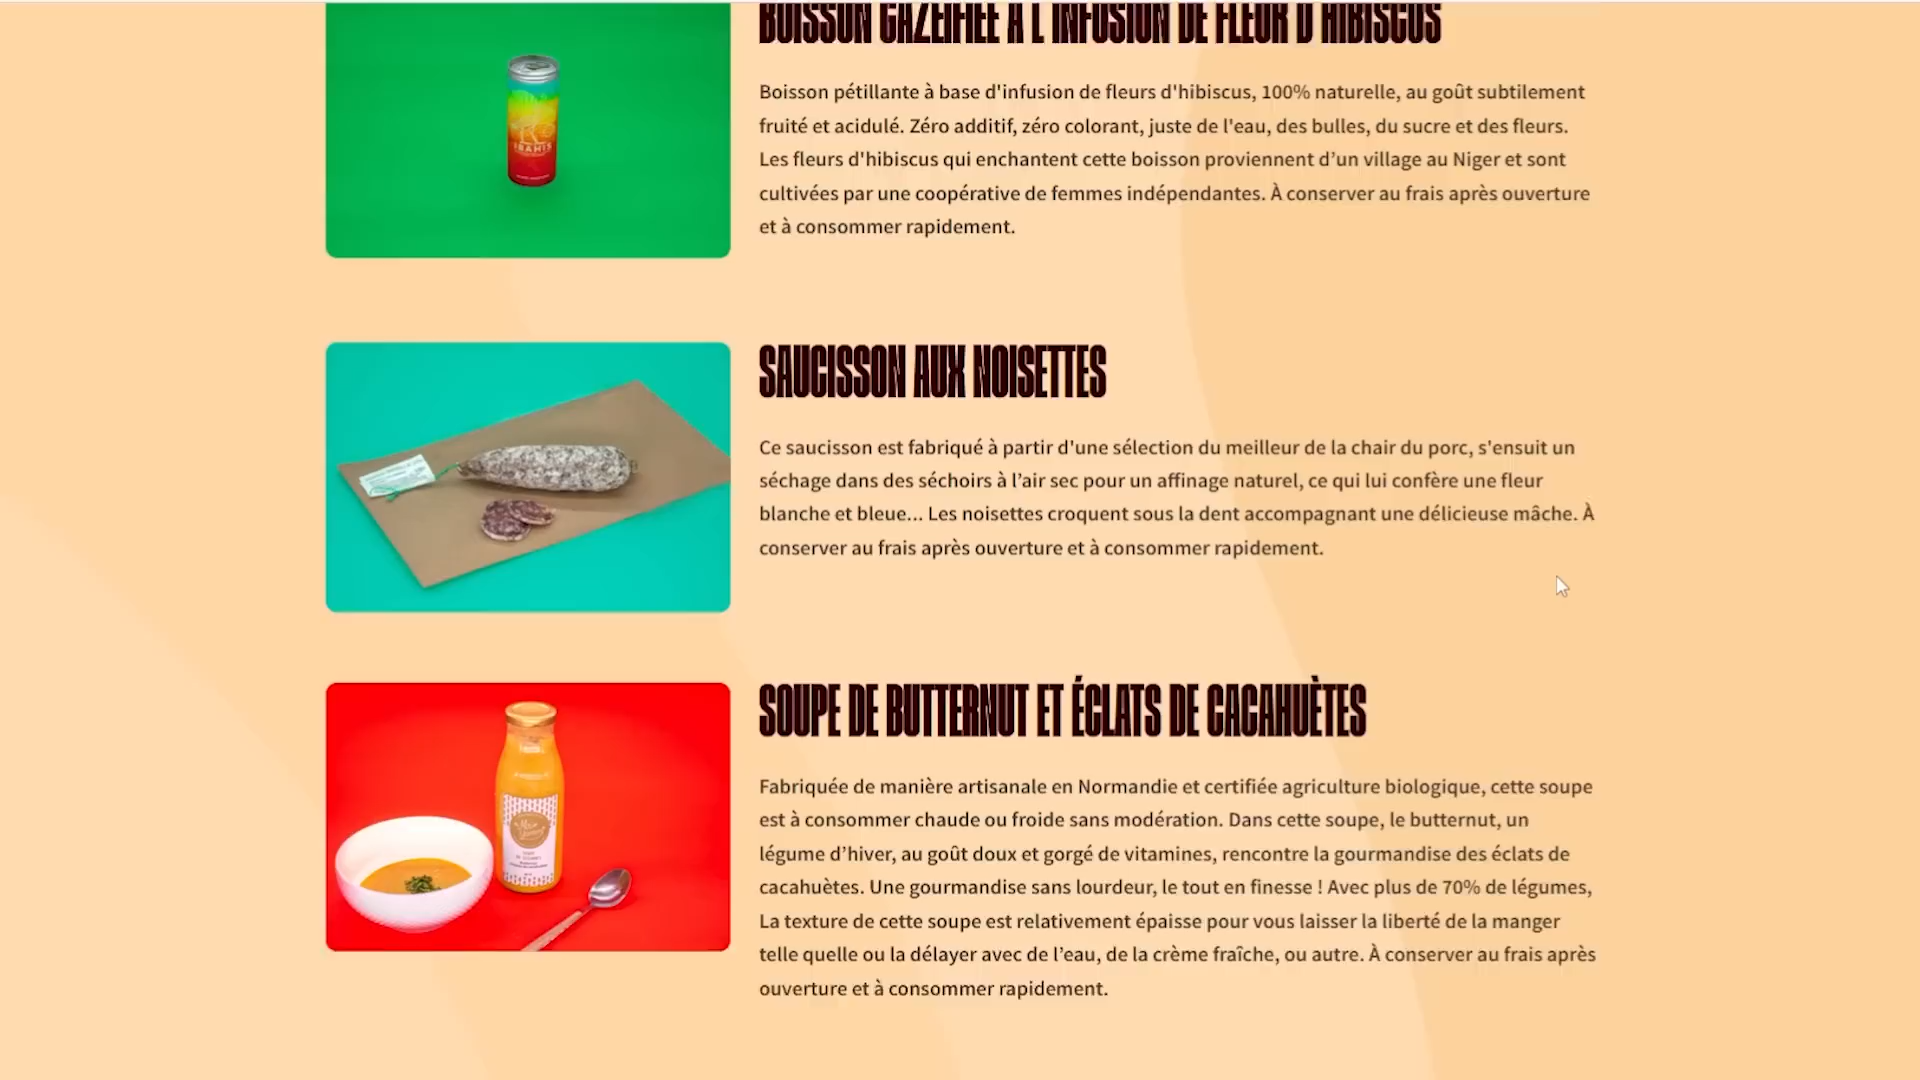 BOISSON GAZÉIFIÉE À L'INFUSION DE FLEUR D'HIBISCUS
Boisson pétillante à base d'infusion de fleurs d'hibiscus, 100% naturelle, au goût subtilement
fruité et acidulé. Zéro additif, zéro colorant, juste de l'eau, des bulles, du sucre et des fleurs.
Les fleurs d'hibiscus qui enchantent cette boisson proviennent d’un village au Niger et sont
cultivées par une coopérative de femmes indépendantes. À conserver au frais après ouverture
et à consommer rapidement.
SAUCISSON AUX NOISETTES
Ce saucisson est fabriqué à partir d'une sélection du meilleur de la chair du porc, s'ensuit un
séchage dans des séchoirs à l’air sec pour un affinage naturel, ce qui lui confère une fleur
blanche et bleue... Les noisettes croquent sous la dent accompagnant une délicieuse mâche. À
conserver au frais après ouverture et à consommer rapidement.
SOUPE DE BUTTERNUT ET ÉCLATS DE CACAHUÈTES
Fabriquée de manière artisanale en Normandie et certifiée agriculture biologique, cette soupe
est à consommer chaude ou froide sans modération. Dans cette soupe, le butternut, un
légume d’hiver, au goût doux et gorgé de vitamines, rencontre la gourmandise des éclats de
cacahuètes. Une gourmandise sans lourdeur, le tout en finesse ! Avec plus de 70% de légumes,
La texture de cette soupe est relativement épaisse pour vous laisser la liberté de la manger
telle quelle ou la délayer avec de l’eau, de la crème fraîche, ou autre. À conserver au frais après
ouverture et à consommer rapidement.